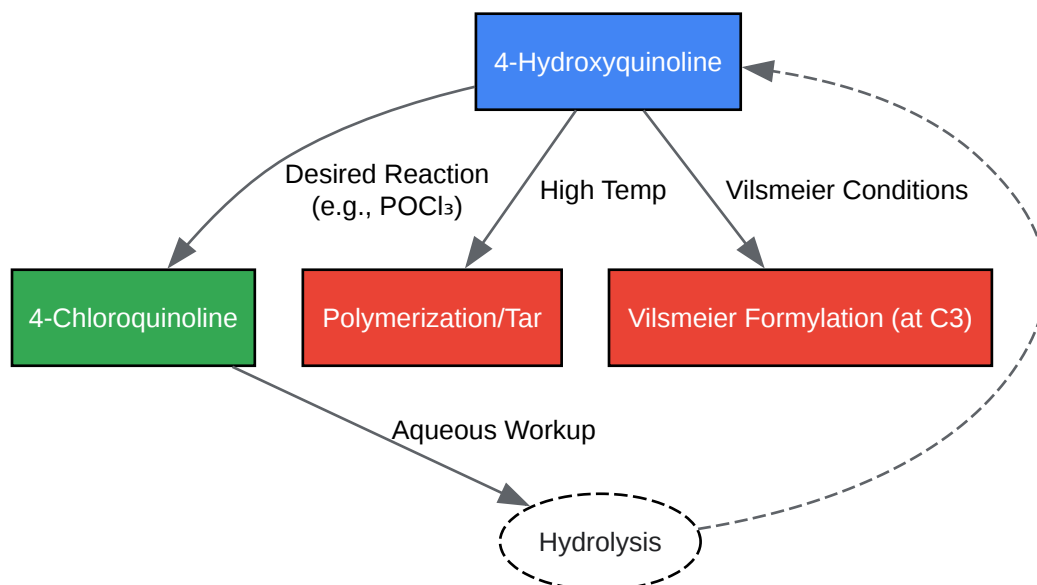 4-Hydroxyquinoline
Desired Reaction
(e.g., POCl₃)
High Temp
Vilsmeier Conditions
4-Chloroquinoline
Polymerization/Tar
Vilsmeier Formylation (at C3)
Aqueous Workup
Hydrolysis